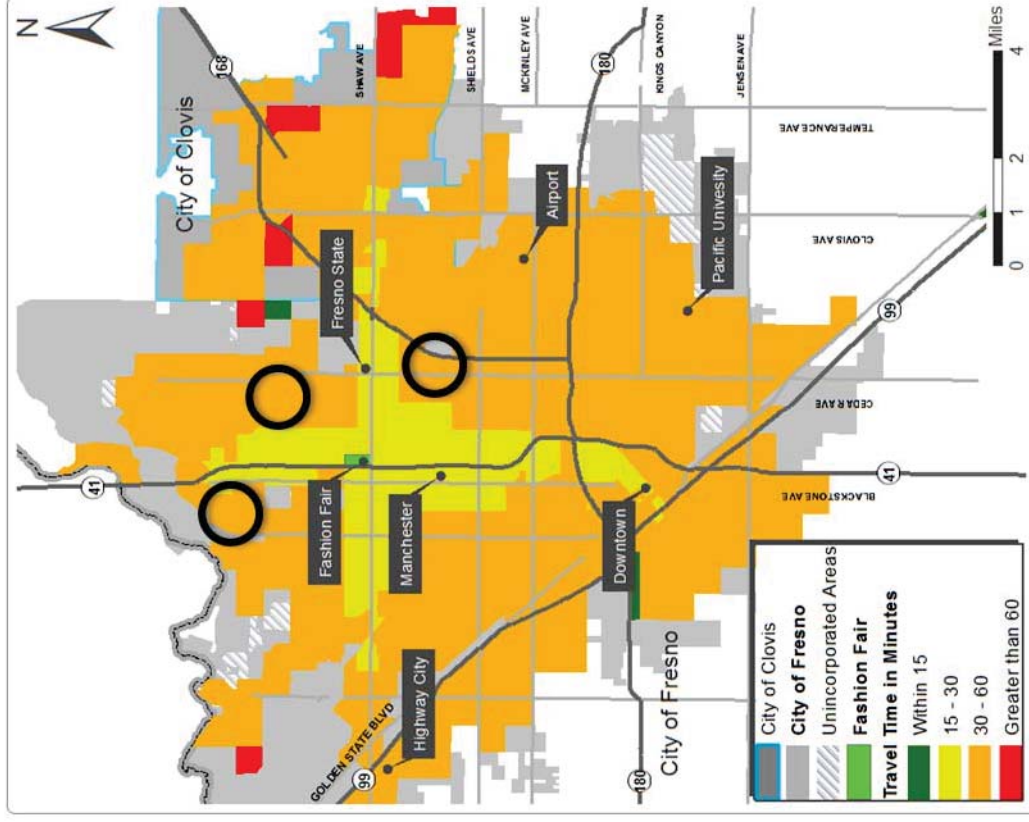 N
168
SHAW AVE
SHIELDS AVE
MCKINLEY AVE
180
KINGS CANYON
JENSEN AVE
City of Clovis
TEMPERANCE AVE
Airport
Pacific Univesity
CLOVIS AVE
Fresno State
99
CEDAR AVE
41
Fashion Fair
Manchester
Downtown
41
BLACKSTONE AVE
Highway City
GOLDEN STATE BLVD
99
City of Fresno
180
City of Clovis
City of Fresno
Unincorporated Areas
Fashion Fair
Travel Time in Minutes
Within 15
15 - 30
30 - 60
Greater than 60
0 1 2 4
Miles